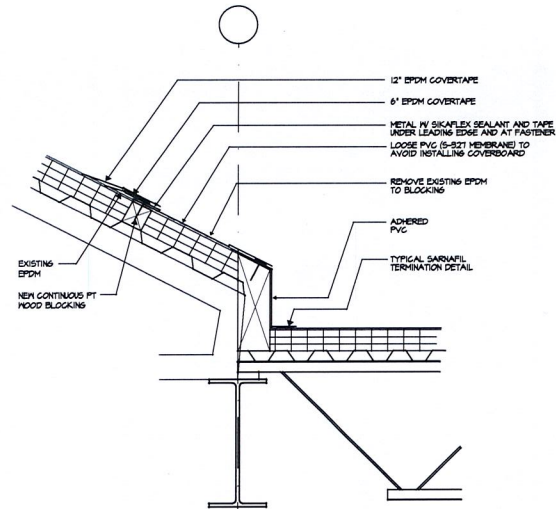 12" EPDM COVERTAPE
6" EPDM COVERTAPE
METAL W/ SIKAFLEX SEALANT AND TAPE
UNDER LEADING EDGE AND AT FASTENER
LOOSE PVC (S-327 MEMBRANE) TO
AVOID INSTALLING COVERBOARD
REMOVE EXISTING EPDM
TO BLOCKING
ADHERED
PVC
EXISTING
EPDM
TYPICAL SARNAFIL
TERMINATION DETAIL
NEW CONTINUOUS PT
WOOD BLOCKING